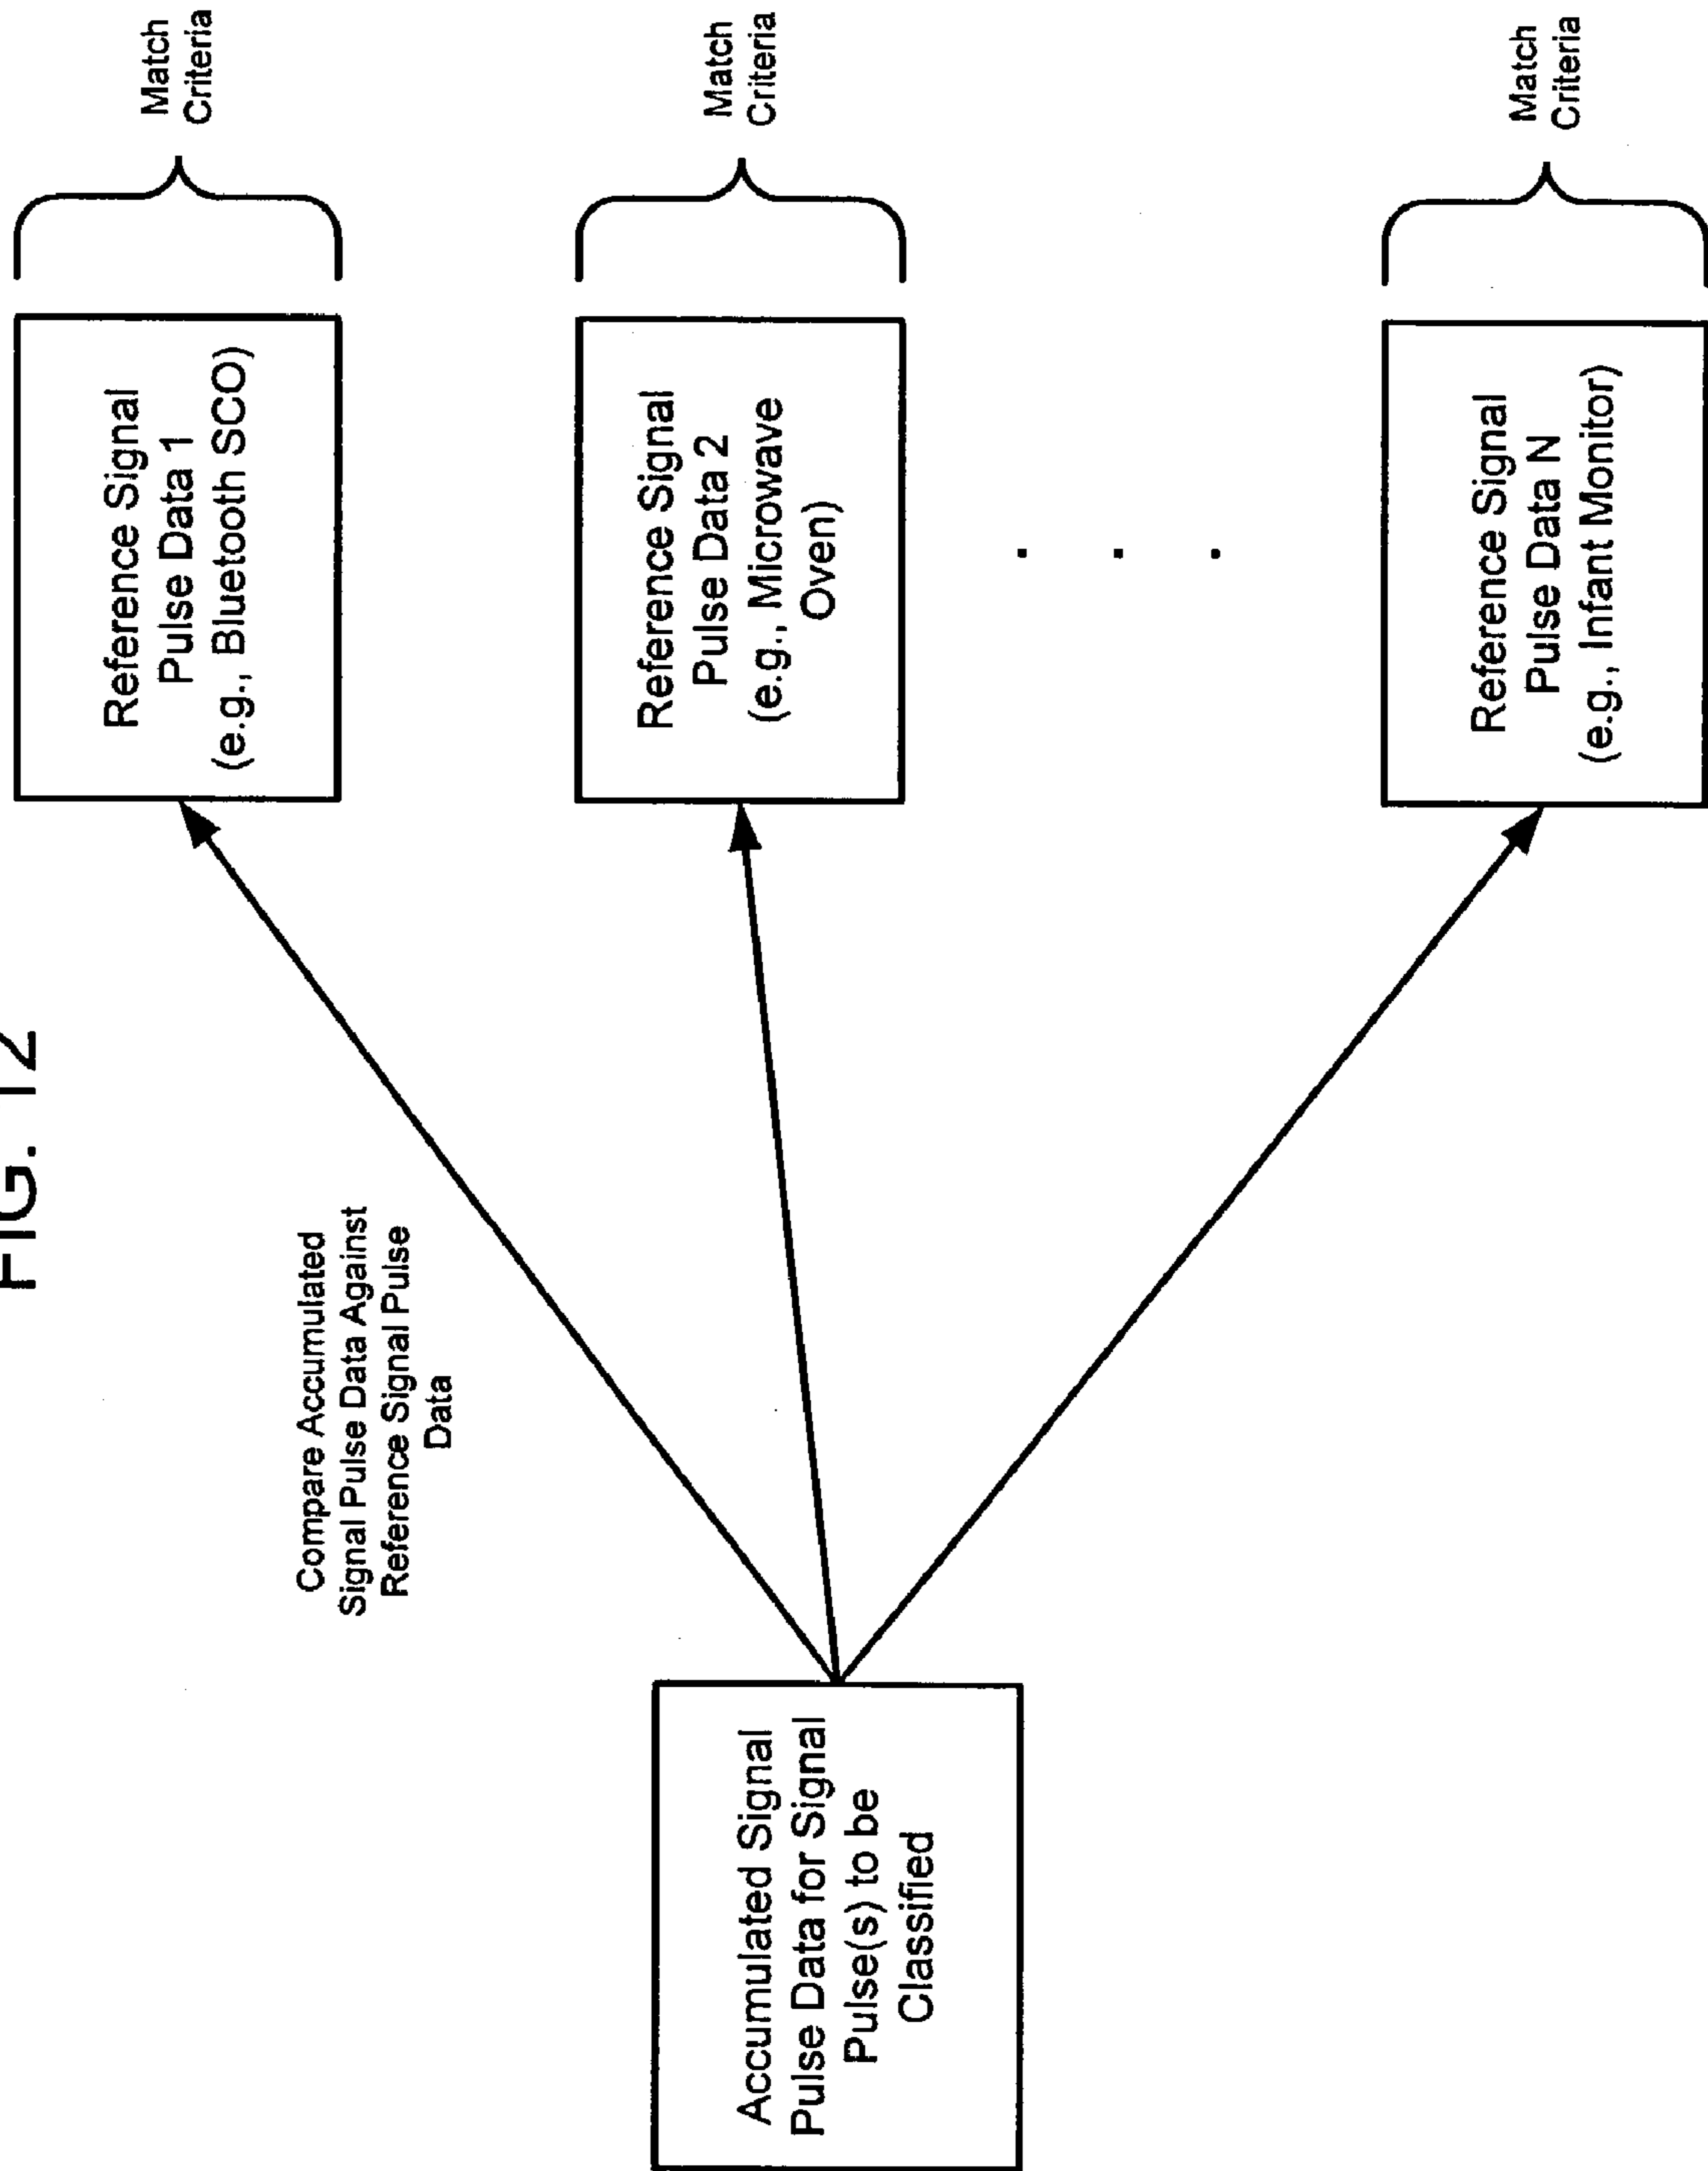 FIG. 12
Accumulated Signal
Pulse Data for Signal
Pulse(s) to be
Classified
Compare Accumulated
Signal Pulse Data Against
Reference Signal Pulse
Data
Reference Signal
Pulse Data 1
(e.g., Bluetooth SCO)
Match
Criteria
Reference Signal
Pulse Data 2
(e.g., Microwave
Oven)
Match
Criteria
. . .
Reference Signal
Pulse Data N
(e.g., Infant Monitor)
Match
Criteria